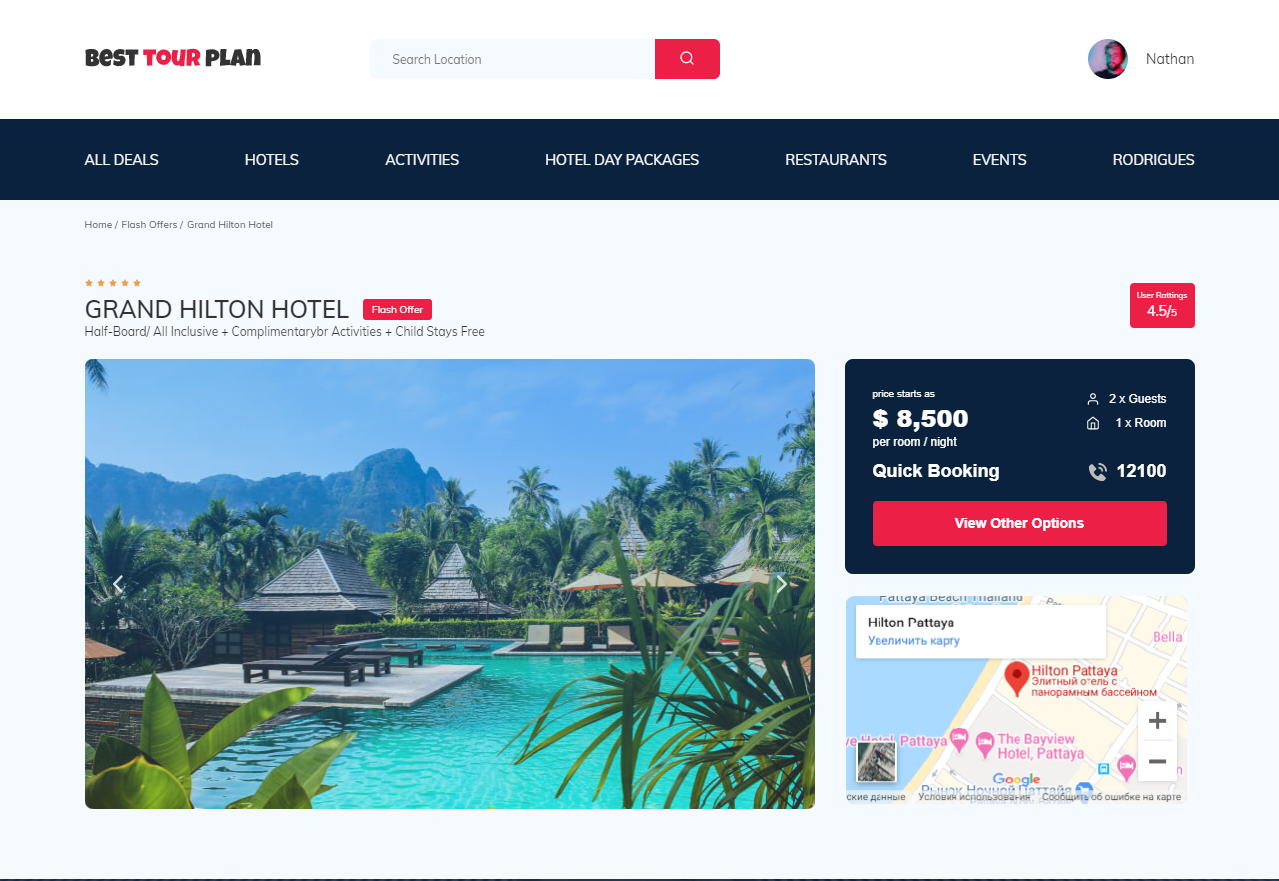 BEST TOUR PLAN
Search Location
Nathan
ALL DEALS HOTELS ACTIVITIES HOTEL DAY PACKAGES RESTAURANTS EVENTS RODRIGUES
Home / Flash Offers / Grand Hilton Hotel
GRAND HILTON HOTEL
Flash Offer
Half-Board/ All Inclusive + Complimentarybr Activities + Child Stays Free
User Rattings
4.5/5
price starts as
$ 8,500
per room / night
2 x Guests
1 x Room
Quick Booking
12100
View Other Options
Pattaya Beach Thailand
Hilton Pattaya
Увеличить карту
Bella
Hilton Pattaya
Элитный отель с
панорамным бассейном
ve Hotel, Pattaya
The Bayview
Hotel, Pattaya
Google
Рынок Ночной Паттайя
ские данные Условия использования Сообщить об ошибке на карте